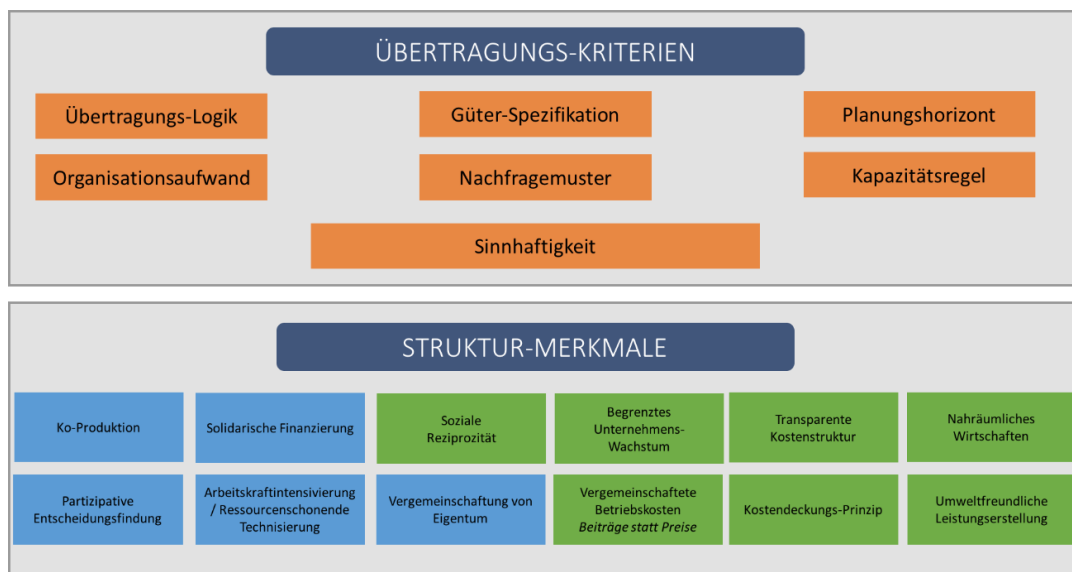 ÜBERTRAGUNGS-KRITERIEN
Übertragungs-Logik
Güter-Spezifikation
Planungshorizont
Organisationsaufwand
Nachfragemuster
Kapazitätsregel
Sinnhaftigkeit
STRUKTUR-MERKMALE
Ko-Produktion
Solidarische Finanzierung
Soziale
Reziprozität
Begrenztes
Unternehmens-
Wachstum
Transparente
Kostenstruktur
Nahräumliches
Wirtschaften
Partizipative
Entscheidungsfindung
Arbeitskraftintensivierung
/ Ressourcenschonende
Technisierung
Vergemeinschaftung von
Eigentum
Vergemeinschaftete
Betriebskosten
Beiträge statt Preise
Kostendeckungs-Prinzip
Umweltfreundliche
Leistungserstellung